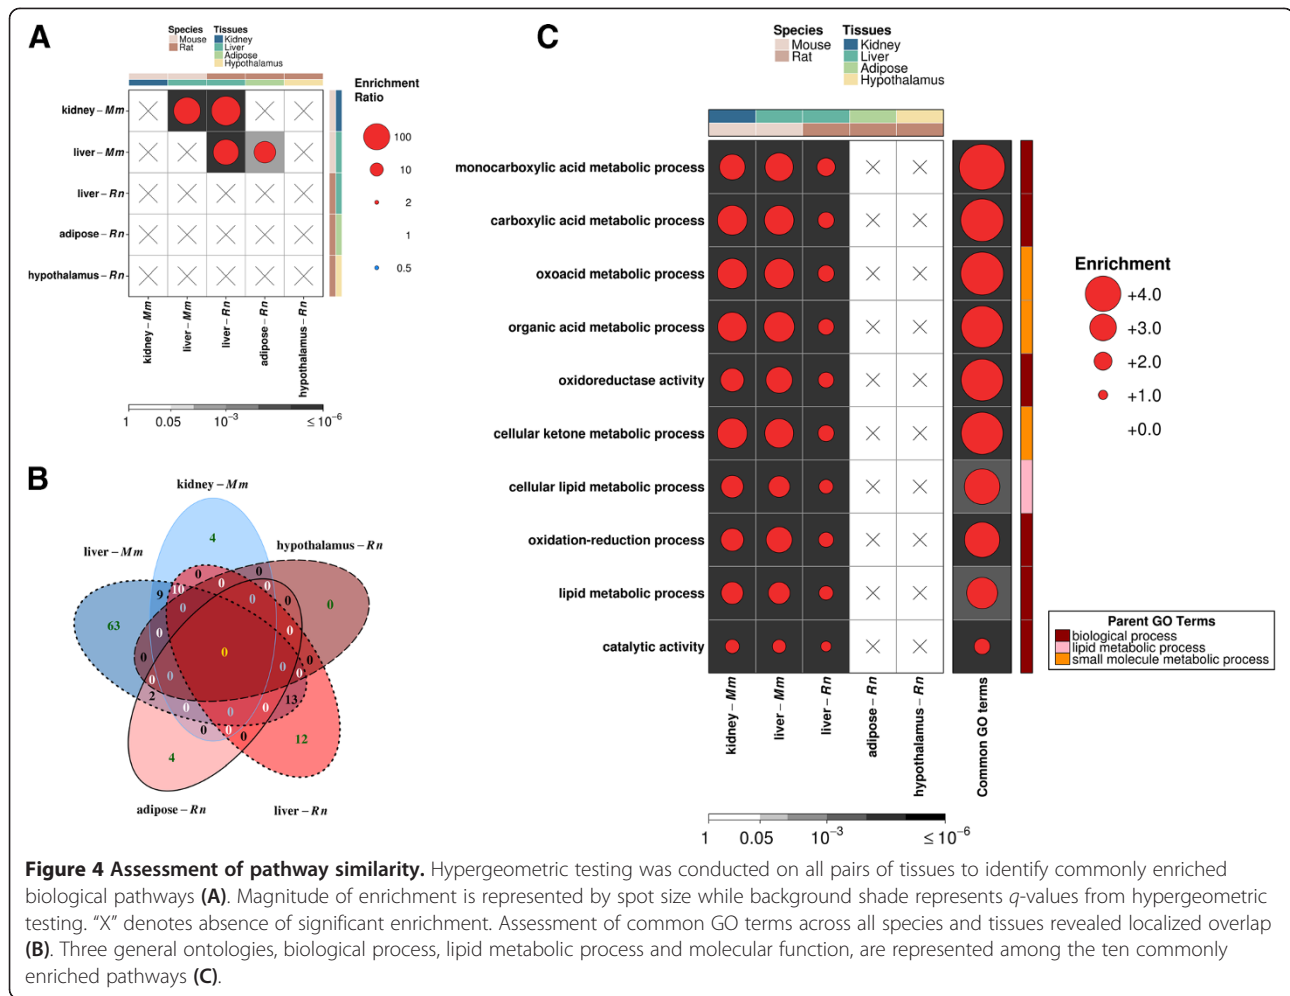 A
Species
Mouse
Rat
Tissues
Kidney
Liver
Adipose
Hypothalamus
kidney – Mm
liver – Mm
liver – Rn
adipose – Rn
hypothalamus – Rn
kidney – Mm
liver – Mm
liver – Rn
adipose – Rn
hypothalamus – Rn
Enrichment
Ratio
100
10
2
1
0.5
1 0.05 10⁻³ ≤ 10⁻⁶
B
kidney – Mm
liver – Mm
hypothalamus – Rn
adipose – Rn
liver – Rn
4
0 0
9 10 0 0
0 0 0 0 0
63 0 0
0 0 0
0 0 0 0
2 0 13
0 0 0
0 0 0
12
4
C
Species
Mouse
Rat
Tissues
Kidney
Liver
Adipose
Hypothalamus
monocarboxylic acid metabolic process
carboxylic acid metabolic process
oxoacid metabolic process
organic acid metabolic process
oxidoreductase activity
cellular ketone metabolic process
cellular lipid metabolic process
oxidation-reduction process
lipid metabolic process
catalytic activity
kidney – Mm
liver – Mm
liver – Rn
adipose – Rn
hypothalamus – Rn
Common GO terms
Enrichment
+4.0
+3.0
+2.0
+1.0
+0.0
Parent GO Terms
biological process
lipid metabolic process
small molecule metabolic process
1 0.05 10⁻³ ≤ 10⁻⁶
Figure 4 Assessment of pathway similarity. Hypergeometric testing was conducted on all pairs of tissues to identify commonly enriched
biological pathways (A). Magnitude of enrichment is represented by spot size while background shade represents q-values from hypergeometric
testing. “X” denotes absence of significant enrichment. Assessment of common GO terms across all species and tissues revealed localized overlap
(B). Three general ontologies, biological process, lipid metabolic process and molecular function, are represented among the ten commonly
enriched pathways (C).